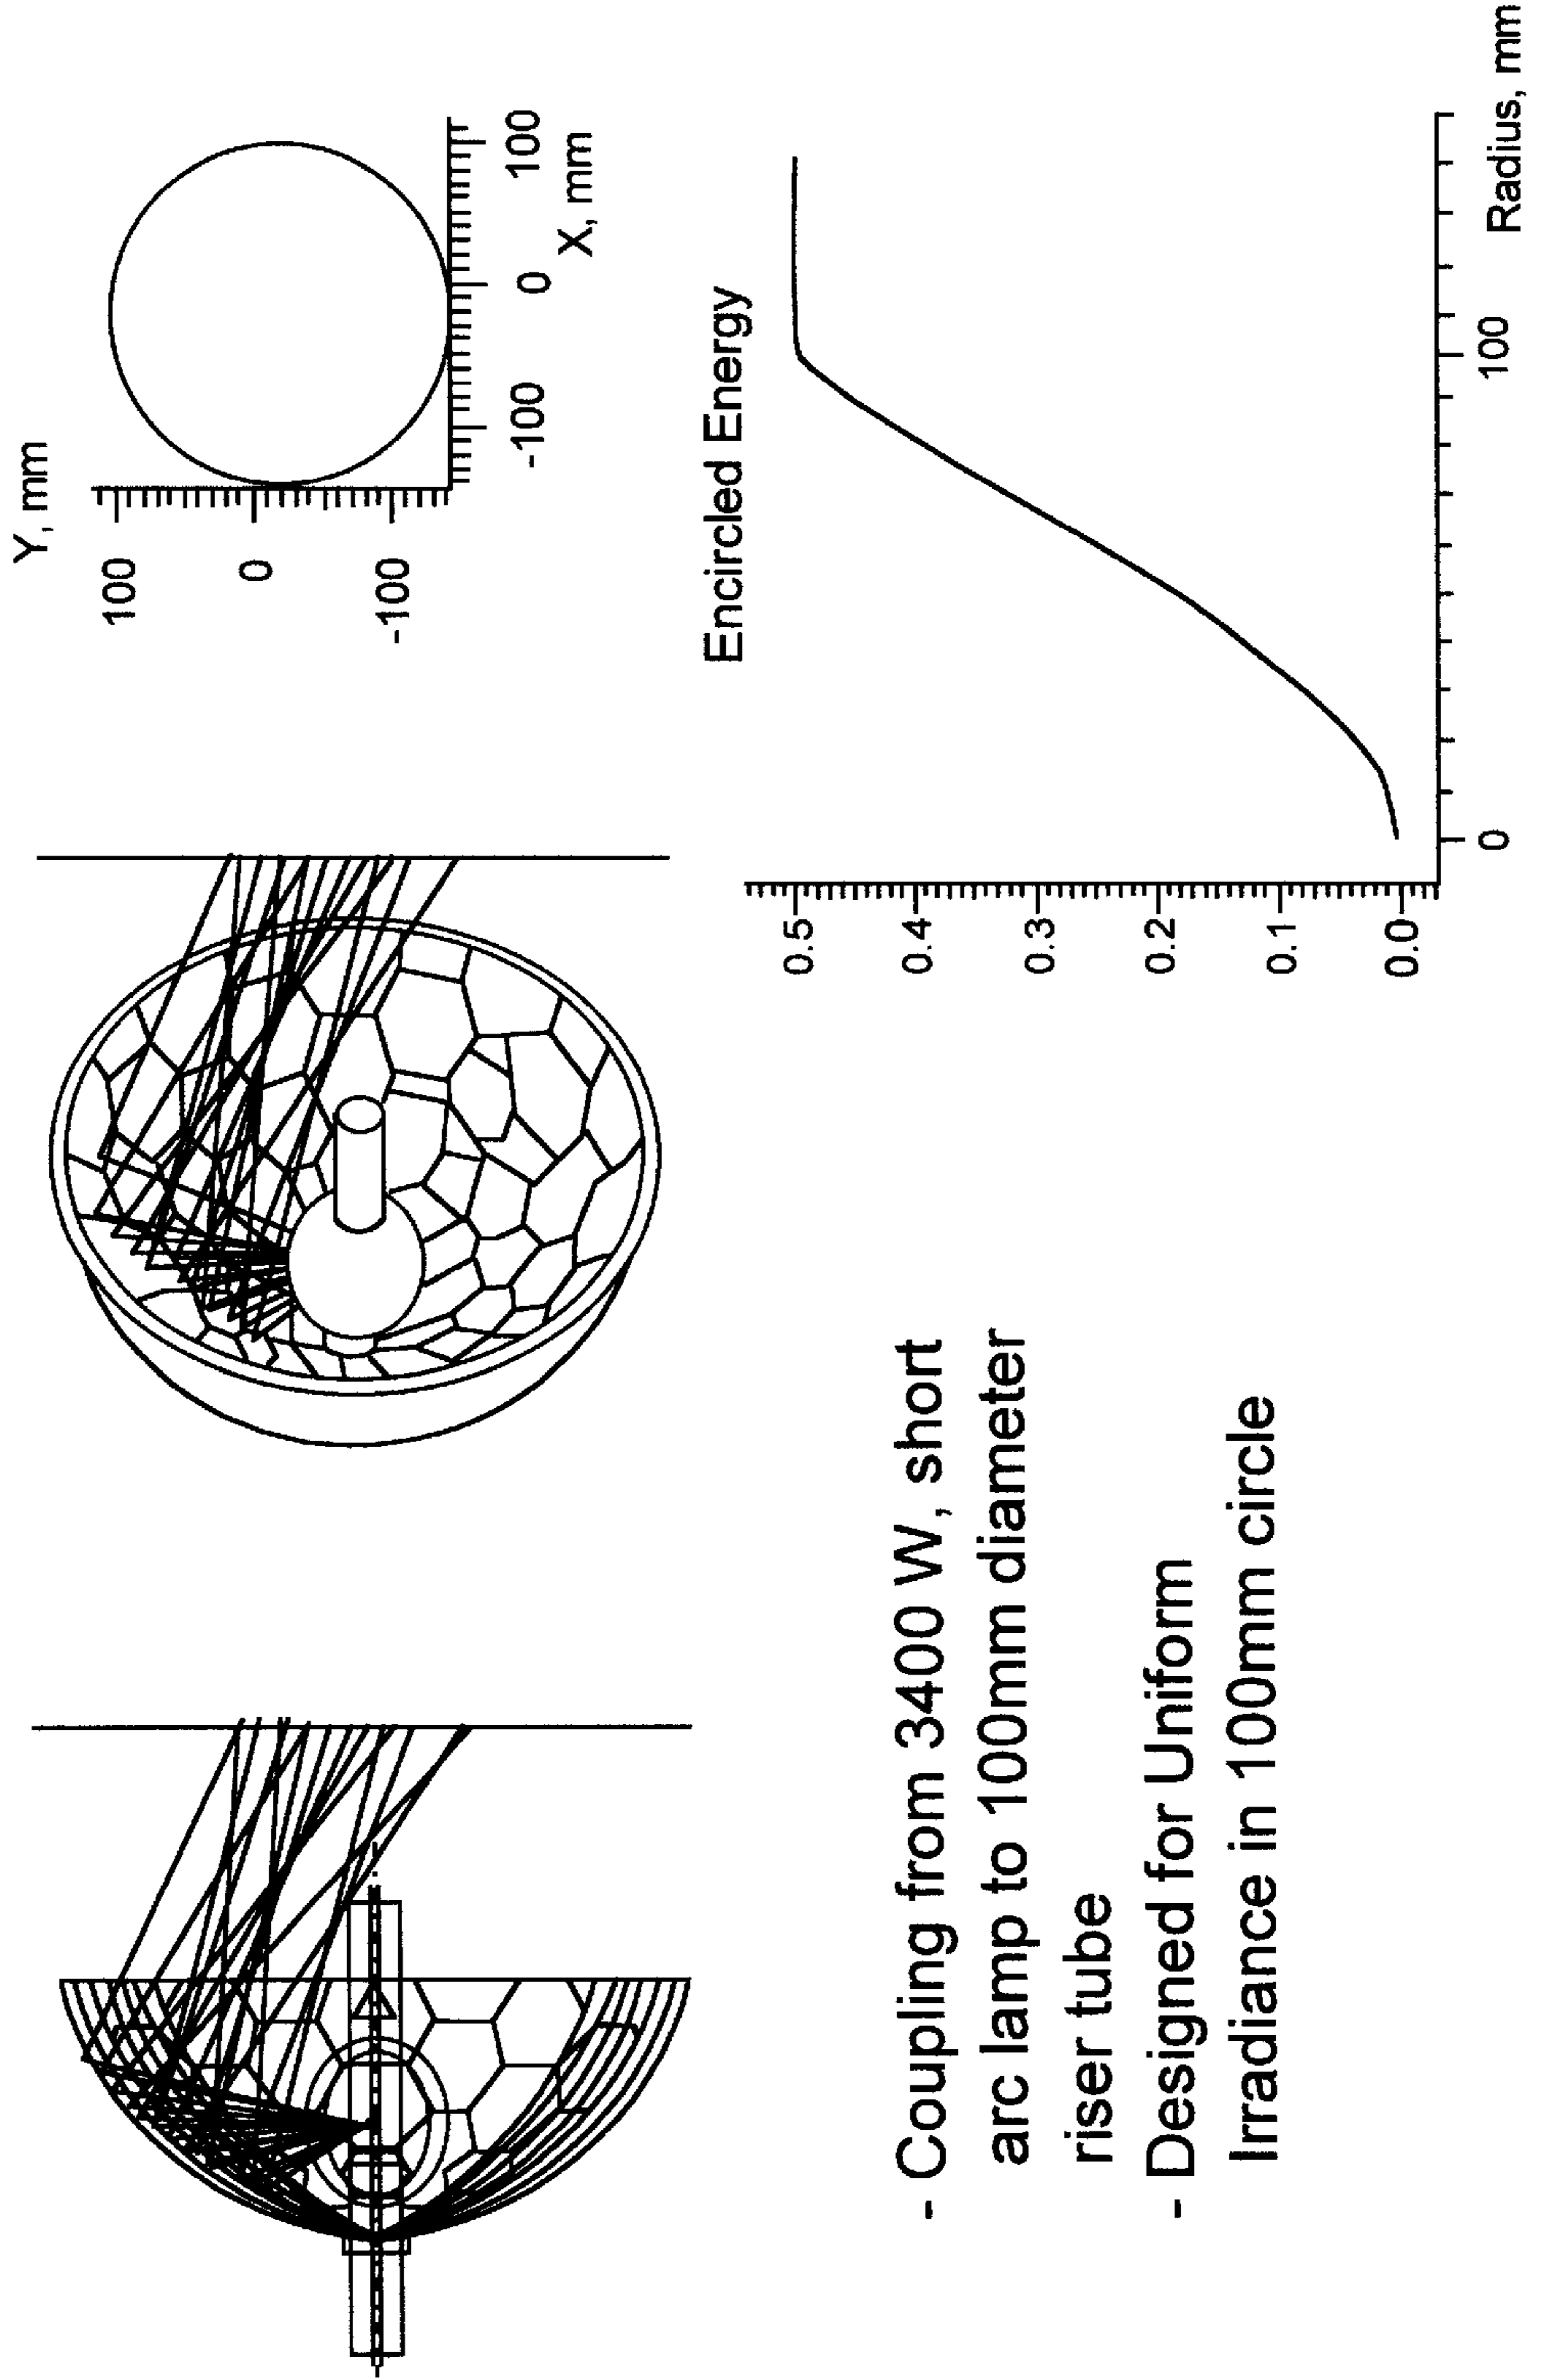 Y, mm
100
0
-100
-100
0
100
X, mm
Encircled Energy
0.5
0.4
0.3
0.2
0.1
0.0
0
100
Radius, mm
- Coupling from 3400 W, short
arc lamp to 100mm diameter
riser tube
- Designed for Uniform
Irradiance in 100mm circle